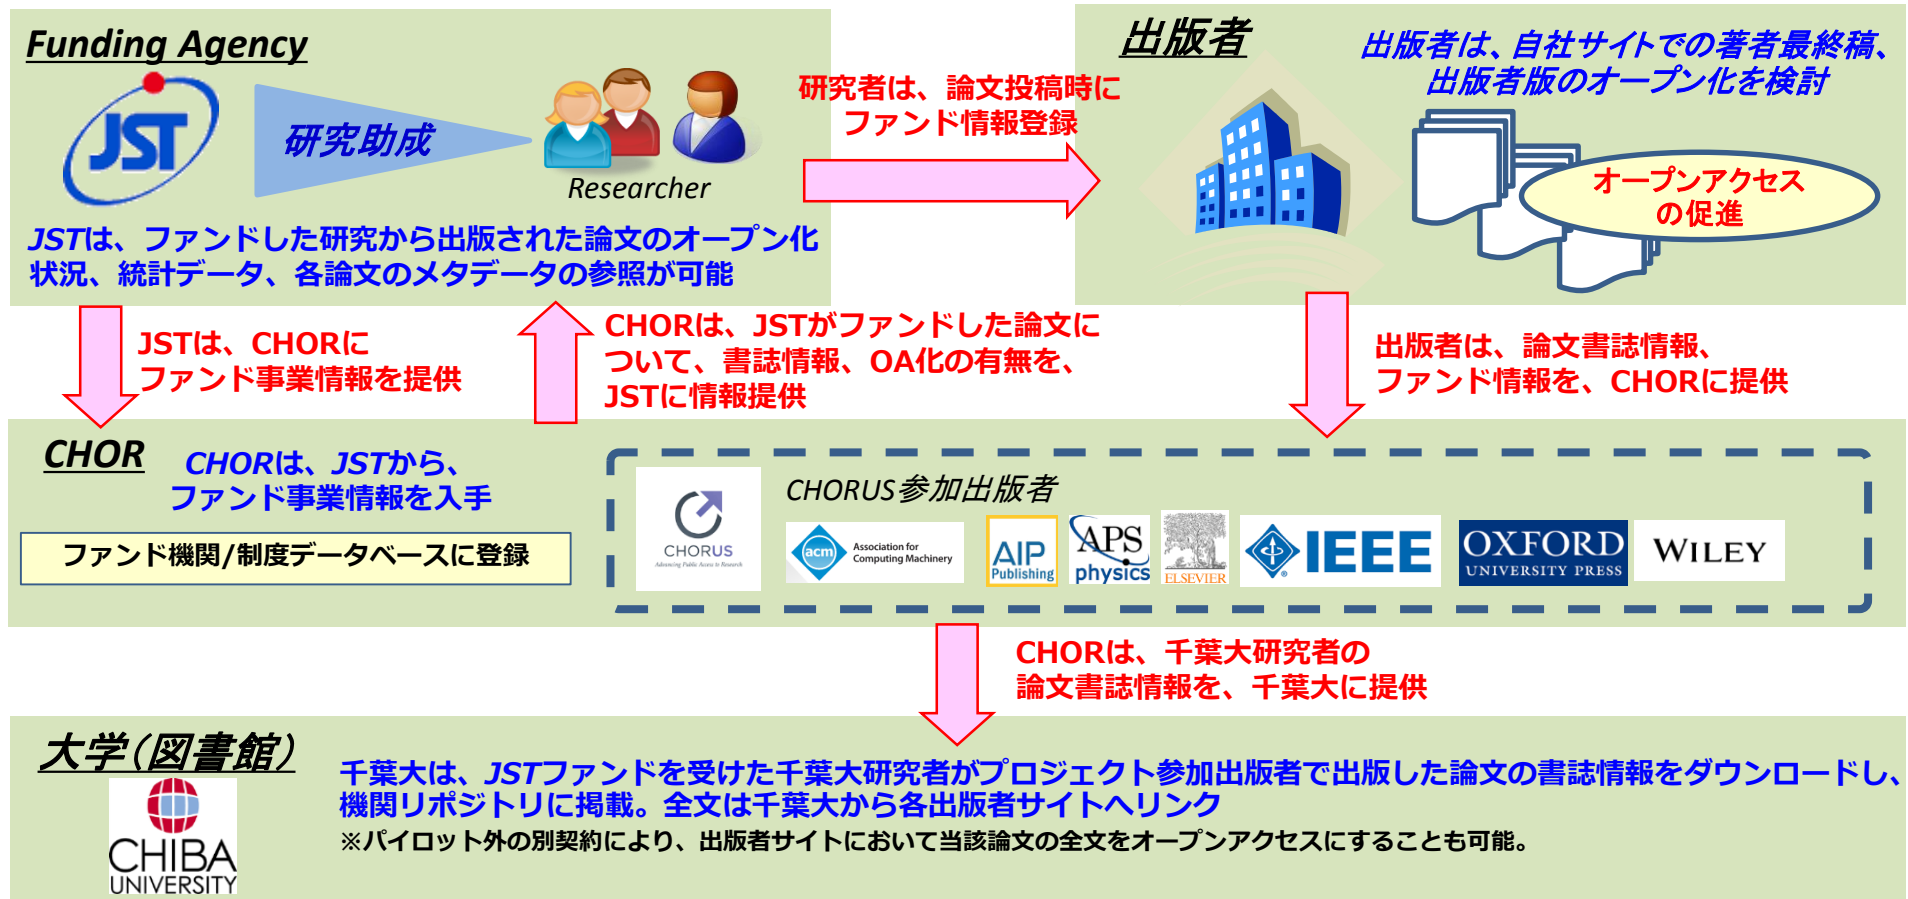 Funding Agency
JST
研究助成
Researcher
JSTは、ファンドした研究から出版された論文のオープン化
状況、統計データ、各論文のメタデータの参照が可能
研究者は、論文投稿時に
ファンド情報登録
出版者
出版者は、自社サイトでの著者最終稿、
出版者版のオープン化を検討
オープンアクセス
の促進
JSTは、CHORに
ファンド事業情報を提供
CHORは、JSTがファンドした論文に
ついて、書誌情報、OA化の有無を、
JSTに情報提供
出版者は、論文書誌情報、
ファンド情報を、CHORに提供
CHOR
CHORは、JSTから、
ファンド事業情報を入手
ファンド機関/制度データベースに登録
CHORUS
Advancing Public Access to Research
CHORUS参加出版者
acm
Association for
Computing Machinery
AIP
Publishing
APS
physics
ELSEVIER
IEEE
OXFORD
UNIVERSITY PRESS
WILEY
CHORは、千葉大研究者の
論文書誌情報を、千葉大に提供
大学(図書館)
CHIBA
UNIVERSITY
千葉大は、JSTファンドを受けた千葉大研究者がプロジェクト参加出版者で出版した論文の書誌情報をダウンロードし、
機関リポジトリに掲載。全文は千葉大から各出版者サイトへリンク
※パイロット外の別契約により、出版者サイトにおいて当該論文の全文をオープンアクセスにすることも可能。